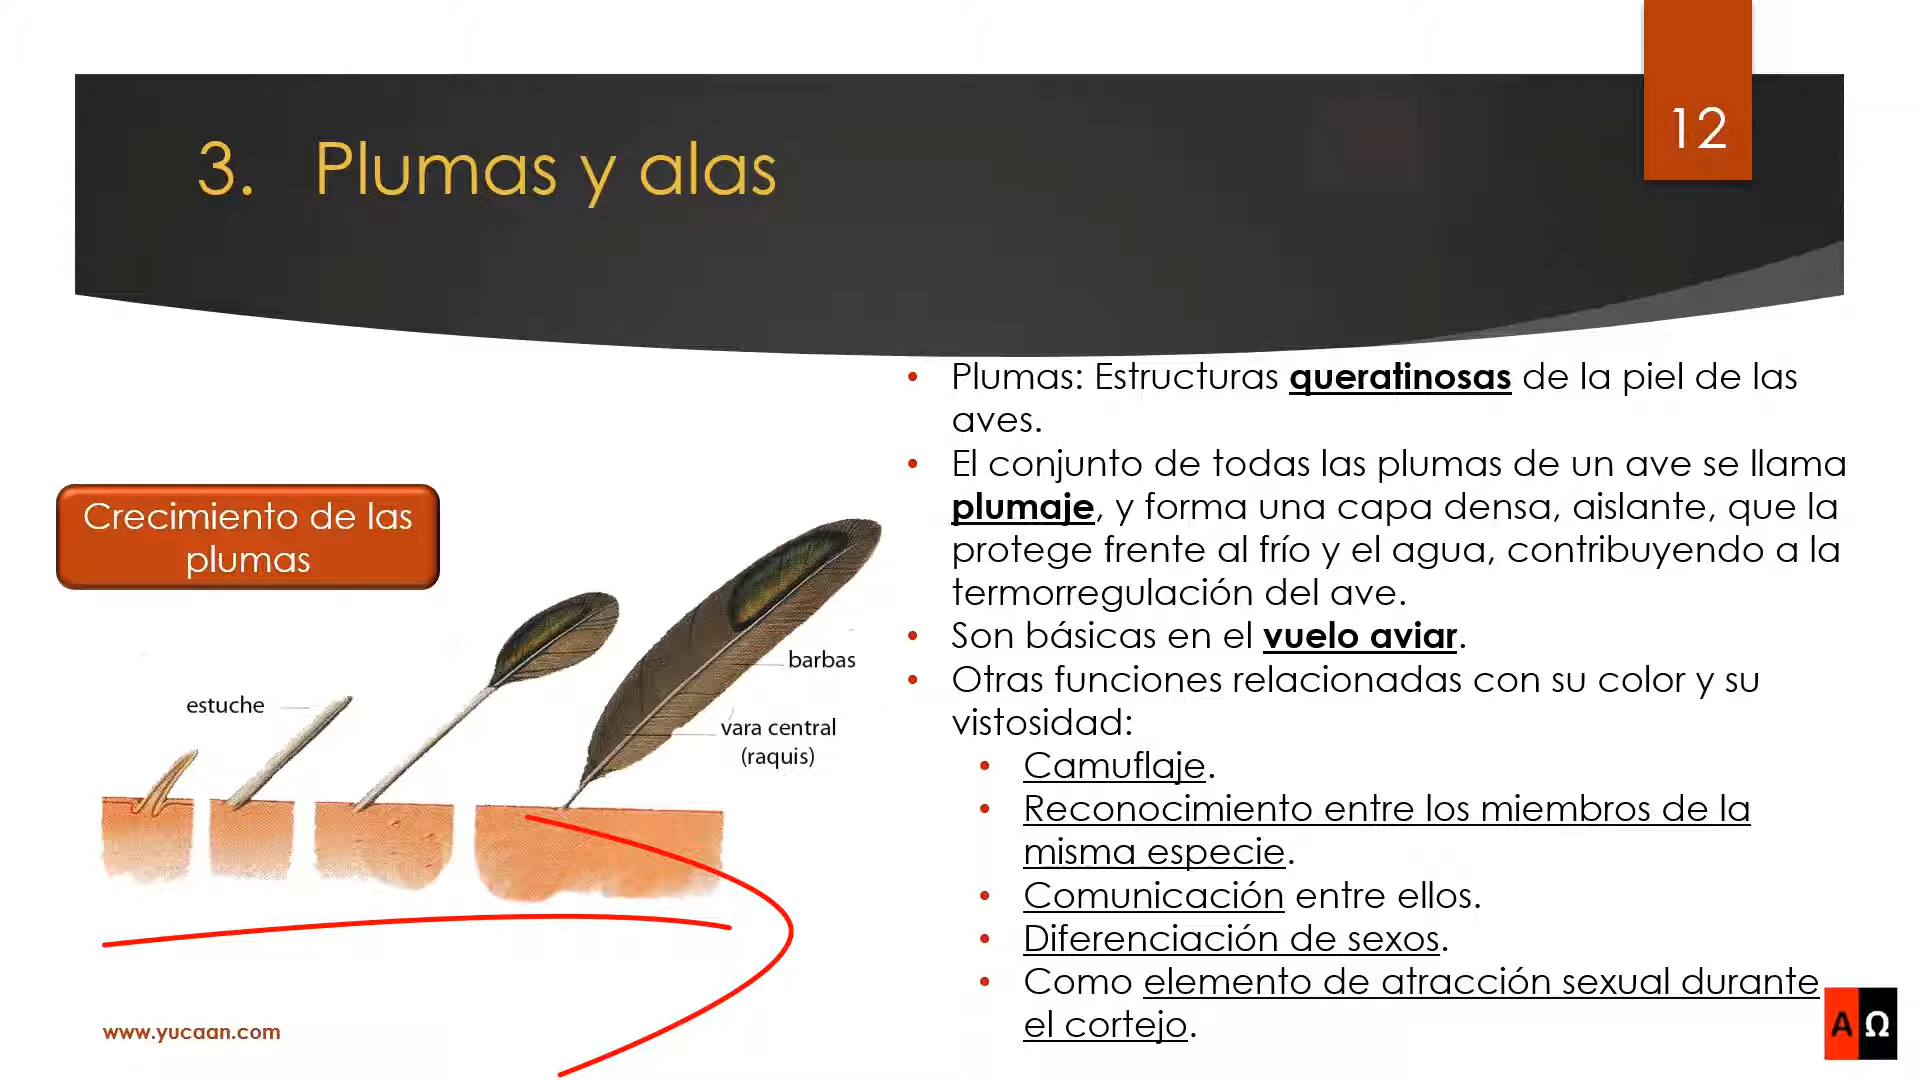 12
3. Plumas y alas
• Plumas: Estructuras queratinosas de la piel de las
aves.
• El conjunto de todas las plumas de un ave se llama
plumaje, y forma una capa densa, aislante, que la
protege frente al frío y el agua, contribuyendo a la
termorregulación del ave.
• Son básicas en el vuelo aviar.
• Otras funciones relacionadas con su color y su
vistosidad:
• Camuflaje.
• Reconocimiento entre los miembros de la
misma especie.
• Comunicación entre ellos.
• Diferenciación de sexos.
• Como elemento de atracción sexual durante
el cortejo.
Crecimiento de las
plumas
estuche
barbas
vara central
(raquis)
www.yucaan.com
A Ω